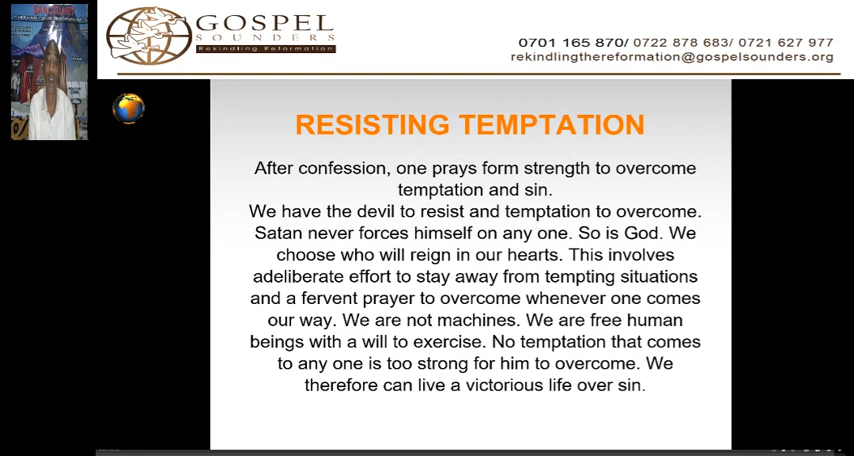 GOSPEL
SOUNDERS
Rekindling Reformation
0701 165 870/ 0722 878 683/ 0721 627 977
rekindlingthereformation@gospelsounders.org
RESISTING TEMPTATION
After confession, one prays form strength to overcome
temptation and sin.
We have the devil to resist and temptation to overcome.
Satan never forces himself on any one. So is God. We
choose who will reign in our hearts. This involves
adeliberate effort to stay away from tempting situations
and a fervent prayer to overcome whenever one comes
our way. We are not machines. We are free human
beings with a will to exercise. No temptation that comes
to any one is too strong for him to overcome. We
therefore can live a victorious life over sin.